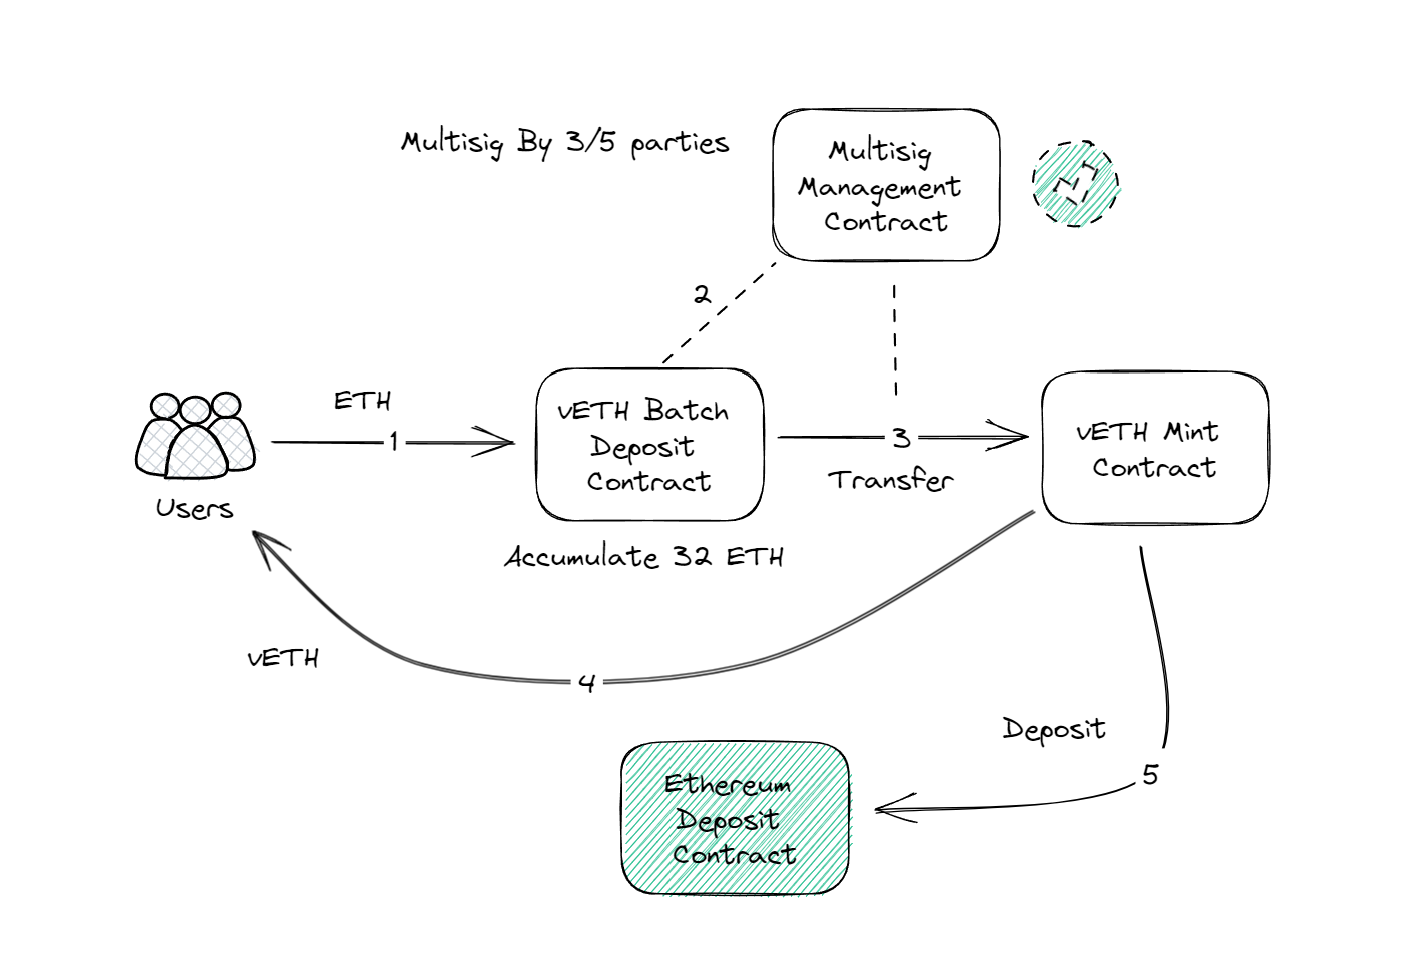 Multisig By 3/5 parties
Multisig
Management
Contract
2
ETH
1
Users
vETH Batch
Deposit
Contract
Accumulate 32 ETH
3
Transfer
vETH Mint
Contract
vETH
4
Deposit
5
Ethereum
Deposit
Contract